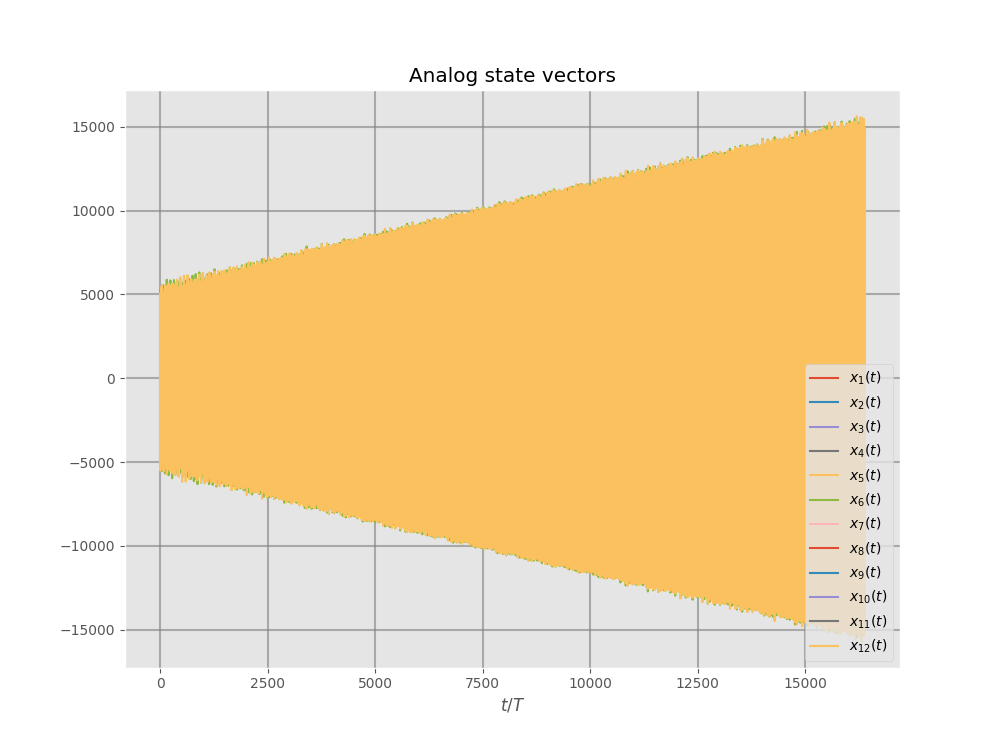 Analog state vectors
15000
10000
5000
0
−5000
−10000
−15000
0 2500 5000 7500 10000 12500 15000
t/T
x₁(t)
x₂(t)
x₃(t)
x₄(t)
x₅(t)
x₆(t)
x₇(t)
x₈(t)
x₉(t)
x₁₀(t)
x₁₁(t)
x₁₂(t)